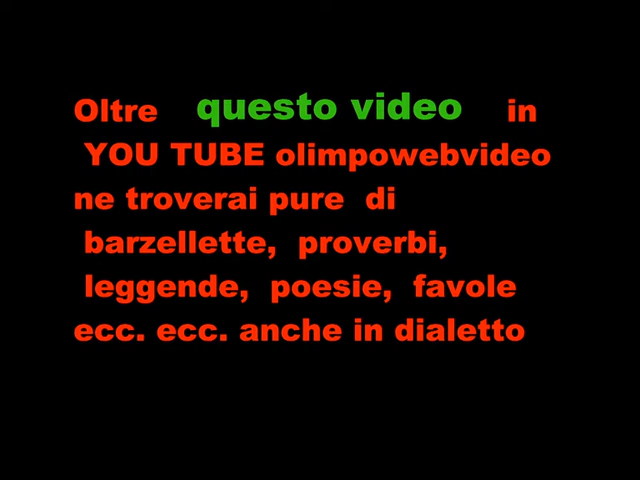 Oltre questo video in
YOU TUBE olimpowebvideo
ne troverai pure di
barzellette, proverbi,
leggende, poesie, favole
ecc. ecc. anche in dialetto